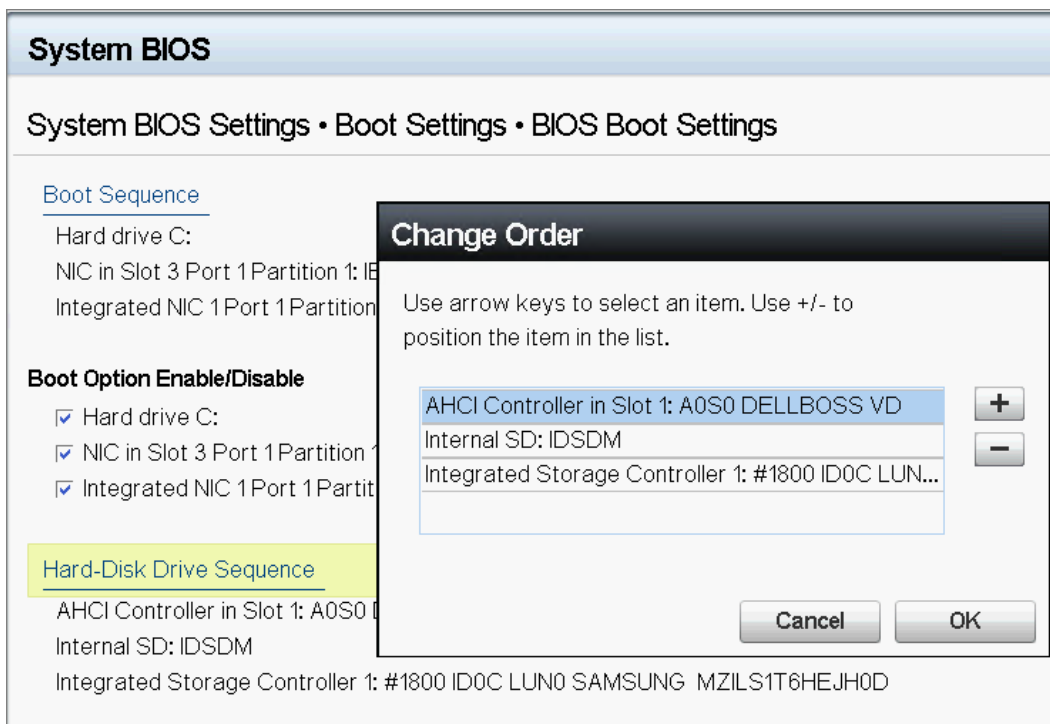 System BIOS
System BIOS Settings • Boot Settings • BIOS Boot Settings
Boot Sequence
Hard drive C:
NIC in Slot 3 Port 1 Partition 1:
Integrated NIC 1 Port 1 Partition
Boot Option Enable/Disable
Hard drive C:
NIC in Slot 3 Port 1 Partition
Integrated NIC 1 Port 1
Hard-Disk Drive Sequence
AHCI Controller in Slot 1: A0S0
Internal SD: IDSDM
Integrated Storage Controller 1: #1800 ID0C LUN0 SAMSUNG MZILS1T6HEJH0D
Change Order
Use arrow keys to select an item. Use +/- to
position the item in the list.
AHCI Controller in Slot 1: A0S0 DELLBOSS VD
Internal SD: IDSDM
Integrated Storage Controller 1: #1800 ID0C LUN...
+
−
Cancel
OK